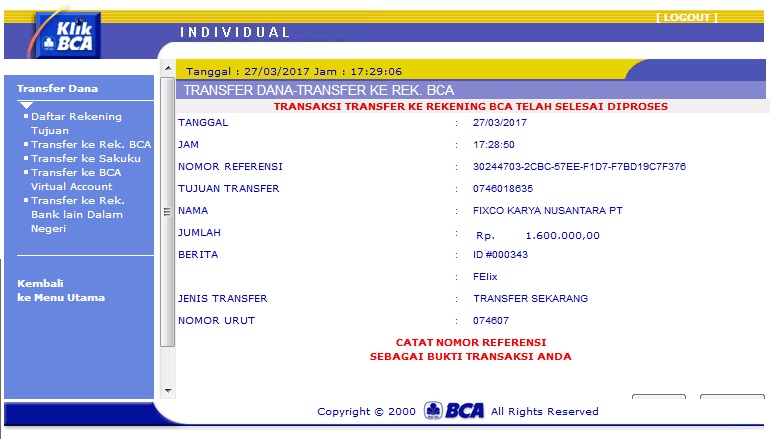 Klik
BCA
INDIVIDUAL
[ LOGOUT ]
Tanggal : 27/03/2017 Jam : 17:29:06
Transfer Dana
Daftar Rekening
Tujuan
Transfer ke Rek. BCA
Transfer ke Sakuku
Transfer ke BCA
Virtual Account
Transfer ke Rek.
Bank lain Dalam
Negeri
Kembali
ke Menu Utama
TRANSFER DANA-TRANSFER KE REK. BCA
TRANSAKSI TRANSFER KE REKENING BCA TELAH SELESAI DIPROSES
TANGGAL : 27/03/2017
JAM : 17:28:50
NOMOR REFERENSI : 30244703-2CBC-57EE-F1D7-F7BD19C7F376
TUJUAN TRANSFER : 0746018635
NAMA : FIXCO KARYA NUSANTARA PT
JUMLAH : Rp. 1.600.000,00
BERITA : ID #000343
: FElix
JENIS TRANSFER : TRANSFER SEKARANG
NOMOR URUT : 074607
CATAT NOMOR REFERENSI
SEBAGAI BUKTI TRANSAKSI ANDA
Copyright © 2000 BCA All Rights Reserved